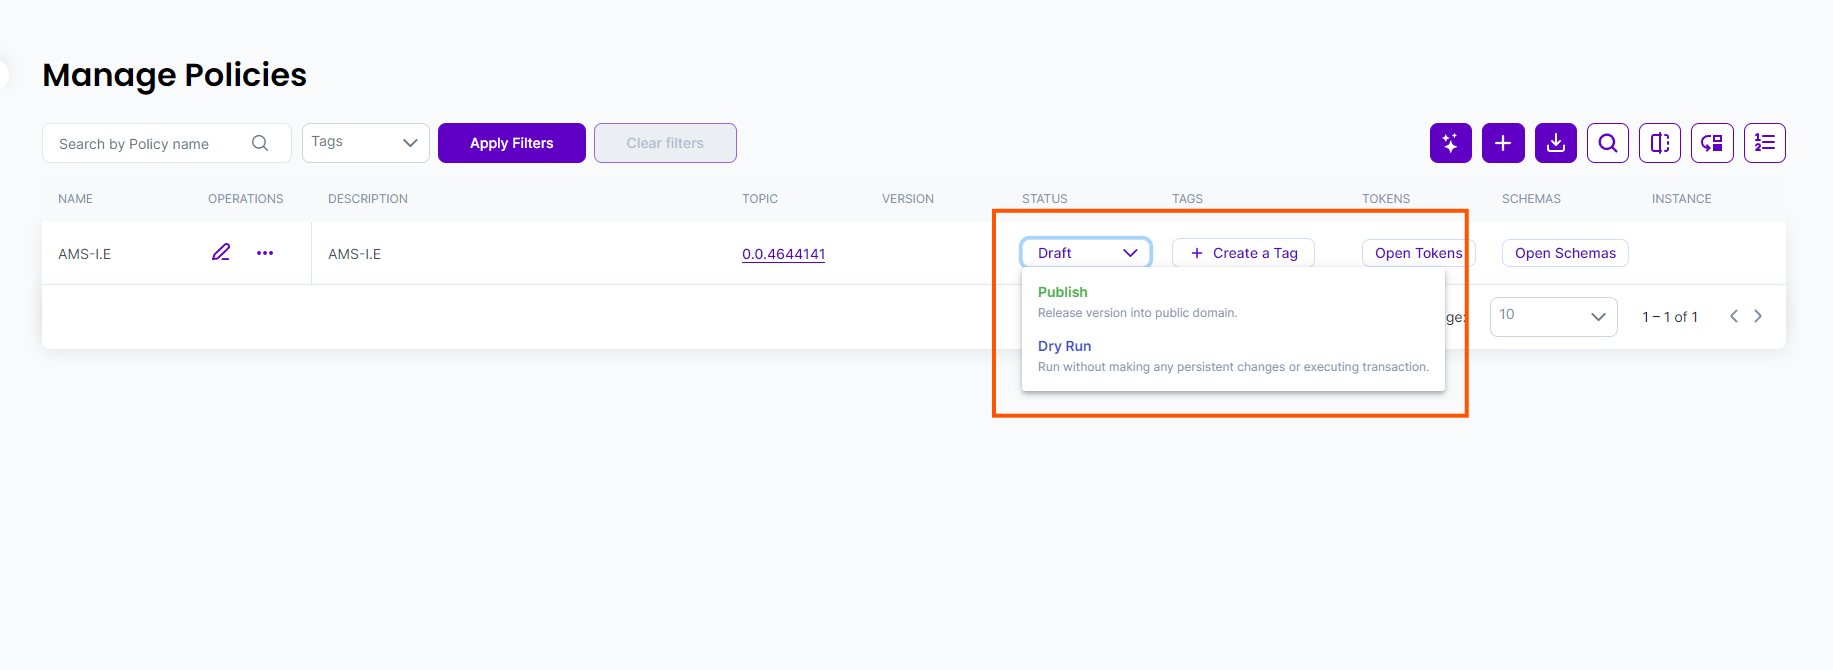 Manage Policies
Search by Policy name
Tags
Apply Filters
Clear filters
NAME OPERATIONS DESCRIPTION TOPIC VERSION STATUS TAGS TOKENS SCHEMAS INSTANCE
AMS-I.E AMS-I.E 0.0.4644141 Draft + Create a Tag Open Tokens Open Schemas
Publish
Release version into public domain.
ge: 10 1 – 1 of 1
Dry Run
Run without making any persistent changes or executing transaction.